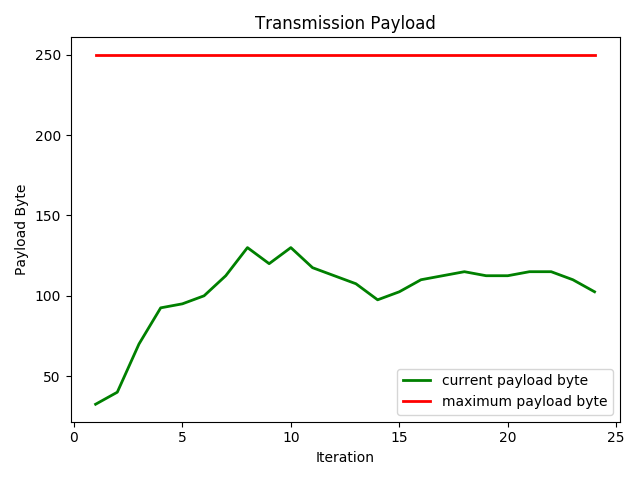 Transmission Payload
Payload Byte
250
200
150
100
50
0
5
10
15
20
25
Iteration
current payload byte
maximum payload byte